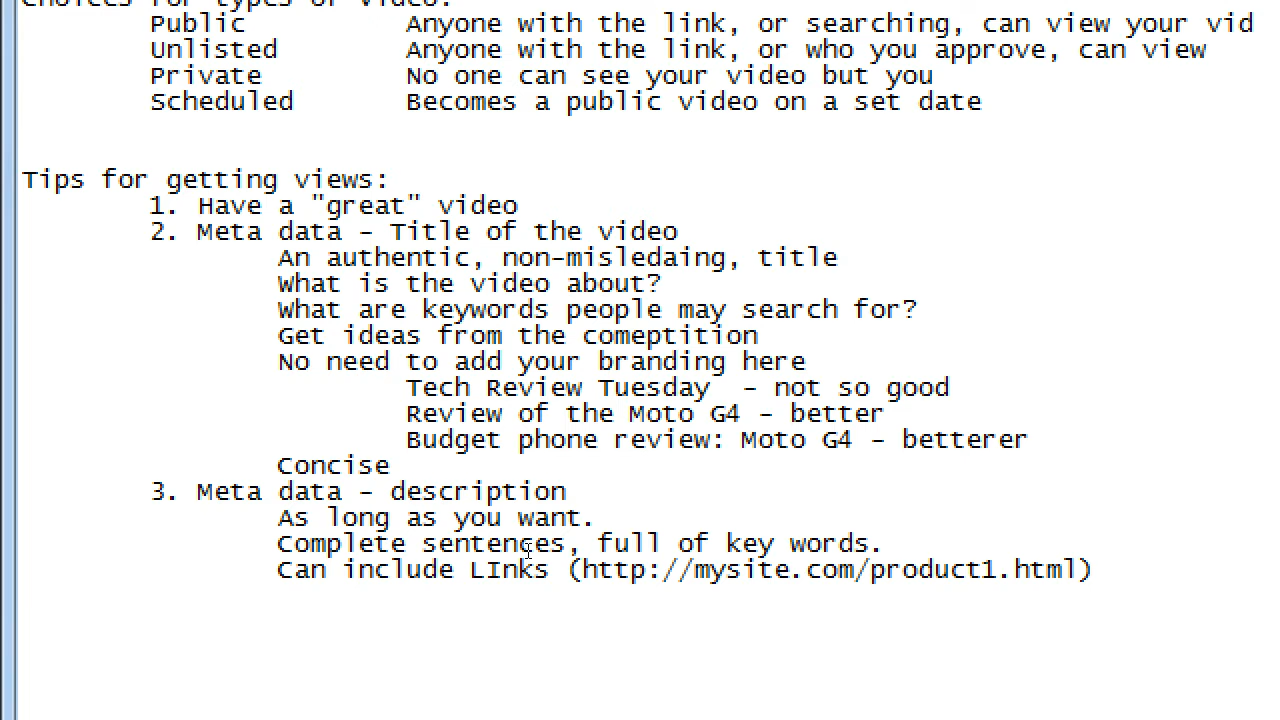 choices for types of video:
Public Anyone with the link, or searching, can view your vid
Unlisted Anyone with the link, or who you approve, can view
Private No one can see your video but you
Scheduled Becomes a public video on a set date
Tips for getting views:
1. Have a "great" video
2. Meta data - Title of the video
An authentic, non-misledaing, title
What is the video about?
What are keywords people may search for?
Get ideas from the comeptition
No need to add your branding here
Tech Review Tuesday - not so good
Review of the Moto G4 - better
Budget phone review: Moto G4 - betterer
Concise
3. Meta data - description
As long as you want.
Complete sentences, full of key words.
Can include LInks (http://mysite.com/product1.html)